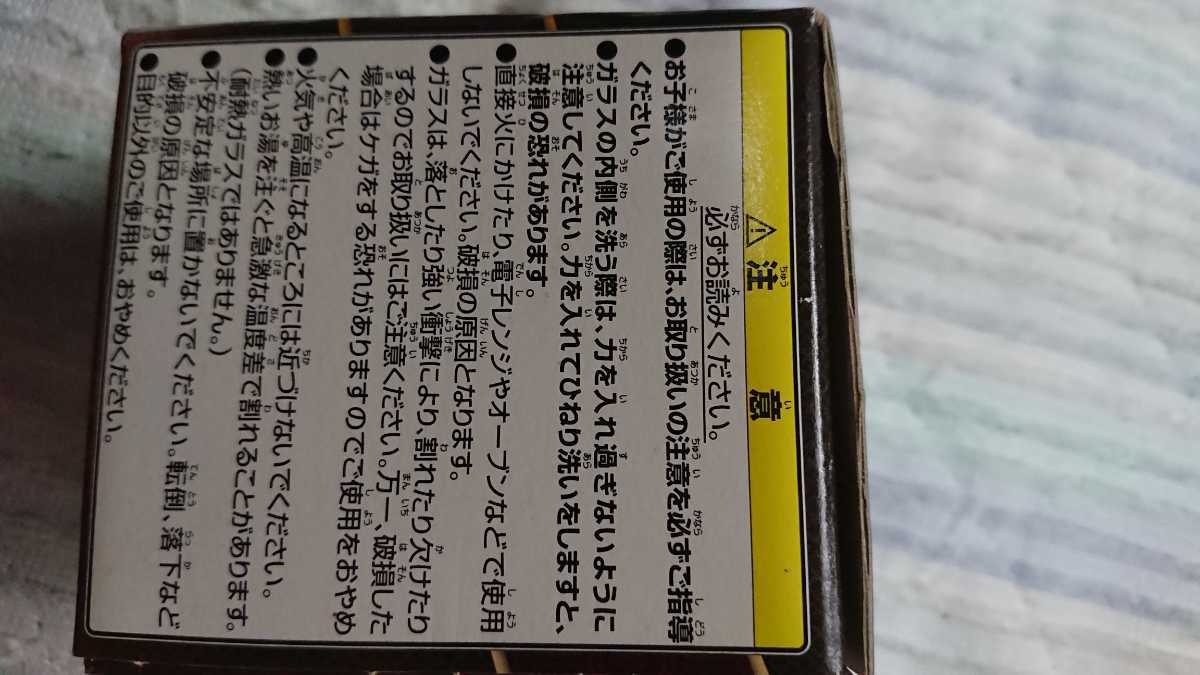 ⚠注意
必ずお読みください。
●お子様がご使用の際は、お取り扱いの注意を必ずご指導
ください。
●ガラスの内側を洗う際は、力を入れ過ぎないように
注意してください。力を入れてひねり洗いをしますと、
破損の恐れがあります。
●直接火にかけたり、電子レンジやオーブンなどで使用
しないでください。破損の原因となります。
●ガラスは、落としたり強い衝撃により、割れたり欠けたり
するのでお取り扱いにはご注意ください。万一、破損した
場合はケガをする恐れがありますのでご使用をおやめ
ください。
●火気や高温になるところには近づけないでください。
●熱いお湯を注ぐと急激な温度差で割れることがあります。
(耐熱ガラスではありません。)
●不安定な場所に置かないでください。転倒、落下など
破損の原因となります。
●目的以外のご使用は、おやめください。